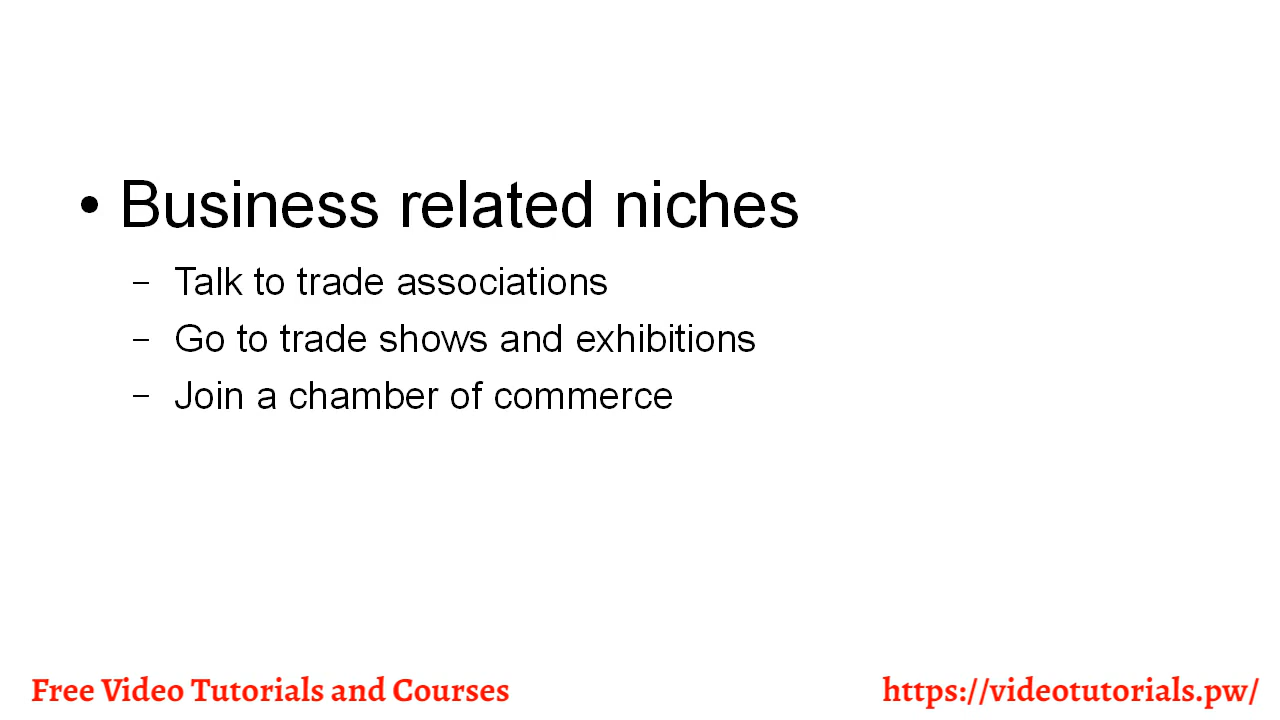 • Business related niches
– Talk to trade associations
– Go to trade shows and exhibitions
– Join a chamber of commerce
Free Video Tutorials and Courses
https://videotutorials.pw/